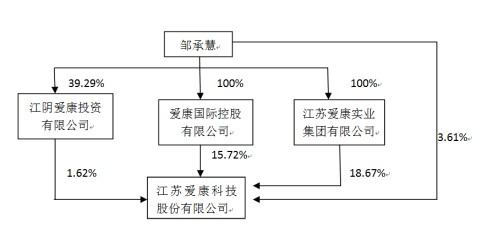 邹承慧
39.29%
100%
100%
江阴爱康投资
有限公司
爱康国际控股
有限公司
江苏爱康实业
集团有限公司
3.61%
1.62%
15.72%
18.67%
江苏爱康科技
股份有限公司